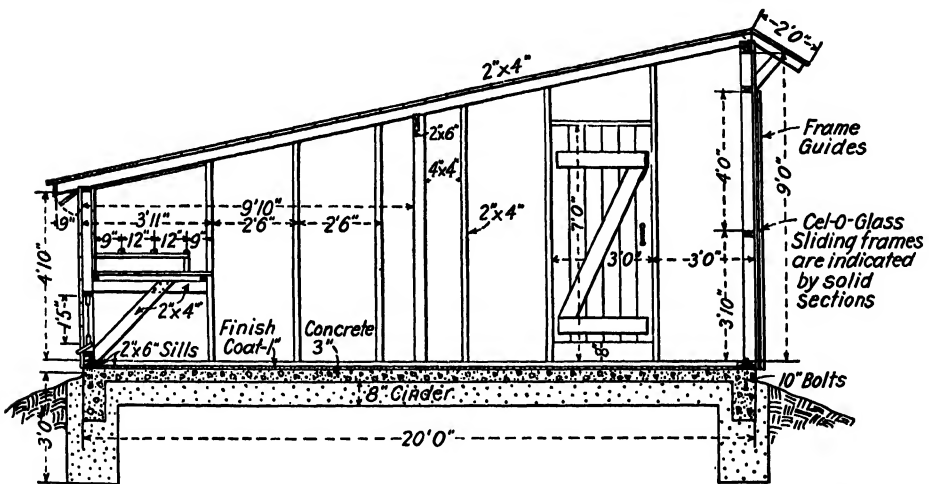 2'0"
2"x4"
2"x6"
4"x4"
Frame
Guides
4'0"
9'0"
9"
3'11"
9'10"
2'6"
2'6"
2"x4"
7'0"
9" 12" 12" 9"
4'10"
Cel-O-Glass
Sliding frames
are indicated
by solid
sections
3'0"
3'0"
2"x4"
1'5"
3'10"
2"x6" Sills
Finish
Coat-1"
Concrete
3"
8"
10" Bolts
8" Cinder
3'0"
20'0"